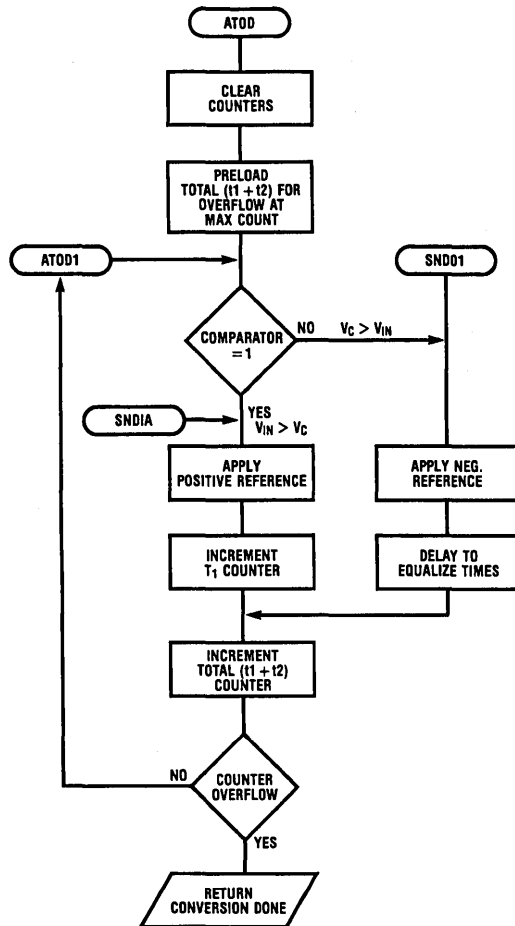 ATOD
CLEAR
COUNTERS
PRELOAD
TOTAL (t1 + t2) FOR
OVERFLOW AT
MAX COUNT
ATOD1
SND01
COMPARATOR
= 1
NO
VC > VIN
SNDIA
YES
VIN > VC
APPLY
POSITIVE REFERENCE
APPLY NEG.
REFERENCE
INCREMENT
T1 COUNTER
DELAY TO
EQUALIZE TIMES
INCREMENT
TOTAL (t1 + t2)
COUNTER
NO
COUNTER
OVERFLOW
YES
RETURN
CONVERSION DONE